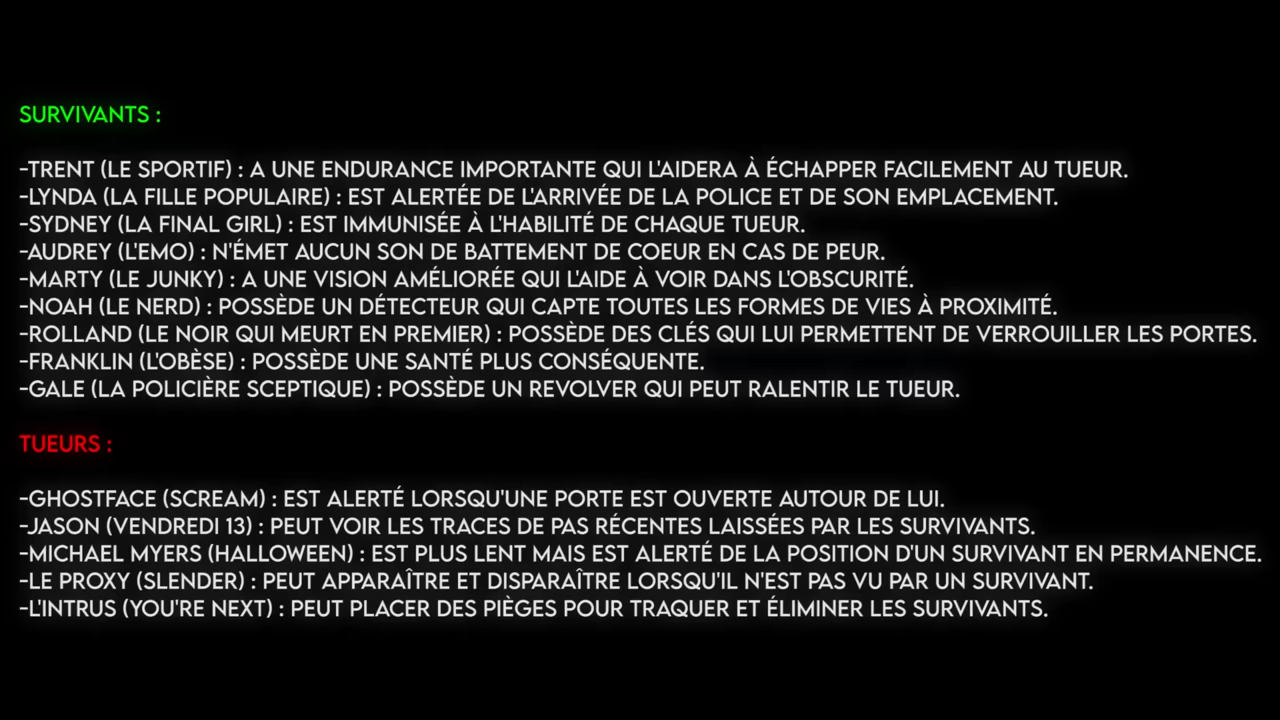 SURVIVANTS :
-TRENT (LE SPORTIF) : A UNE ENDURANCE IMPORTANTE QUI L'AIDERA À ÉCHAPPER FACILEMENT AU TUEUR.
-LYNDA (LA FILLE POPULAIRE) : EST ALERTÉE DE L'ARRIVÉE DE LA POLICE ET DE SON EMPLACEMENT.
-SYDNEY (LA FINAL GIRL) : EST IMMUNISÉE À L'HABILITÉ DE CHAQUE TUEUR.
-AUDREY (L'EMO) : N'ÉMET AUCUN SON DE BATTEMENT DE COEUR EN CAS DE PEUR.
-MARTY (LE JUNKY) : A UNE VISION AMÉLIORÉE QUI L'AIDE À VOIR DANS L'OBSCURITÉ.
-NOAH (LE NERD) : POSSÈDE UN DÉTECTEUR QUI CAPTE TOUTES LES FORMES DE VIES À PROXIMITÉ.
-ROLLAND (LE NOIR QUI MEURT EN PREMIER) : POSSÈDE DES CLÉS QUI LUI PERMETTENT DE VERROUILLER LES PORTES.
-FRANKLIN (L'OBÈSE) : POSSÈDE UNE SANTÉ PLUS CONSÉQUENTE.
-GALE (LA POLICIÈRE SCEPTIQUE) : POSSÈDE UN REVOLVER QUI PEUT RALENTIR LE TUEUR.
TUEURS :
-GHOSTFACE (SCREAM) : EST ALERTÉ LORSQU'UNE PORTE EST OUVERTE AUTOUR DE LUI.
-JASON (VENDREDI 13) : PEUT VOIR LES TRACES DE PAS RÉCENTES LAISSÉES PAR LES SURVIVANTS.
-MICHAEL MYERS (HALLOWEEN) : EST PLUS LENT MAIS EST ALERTÉ DE LA POSITION D'UN SURVIVANT EN PERMANENCE.
-LE PROXY (SLENDER) : PEUT APPARAÎTRE ET DISPARAÎTRE LORSQU'IL N'EST PAS VU PAR UN SURVIVANT.
-L'INTRUS (YOU'RE NEXT) : PEUT PLACER DES PIÈGES POUR TRAQUER ET ÉLIMINER LES SURVIVANTS.